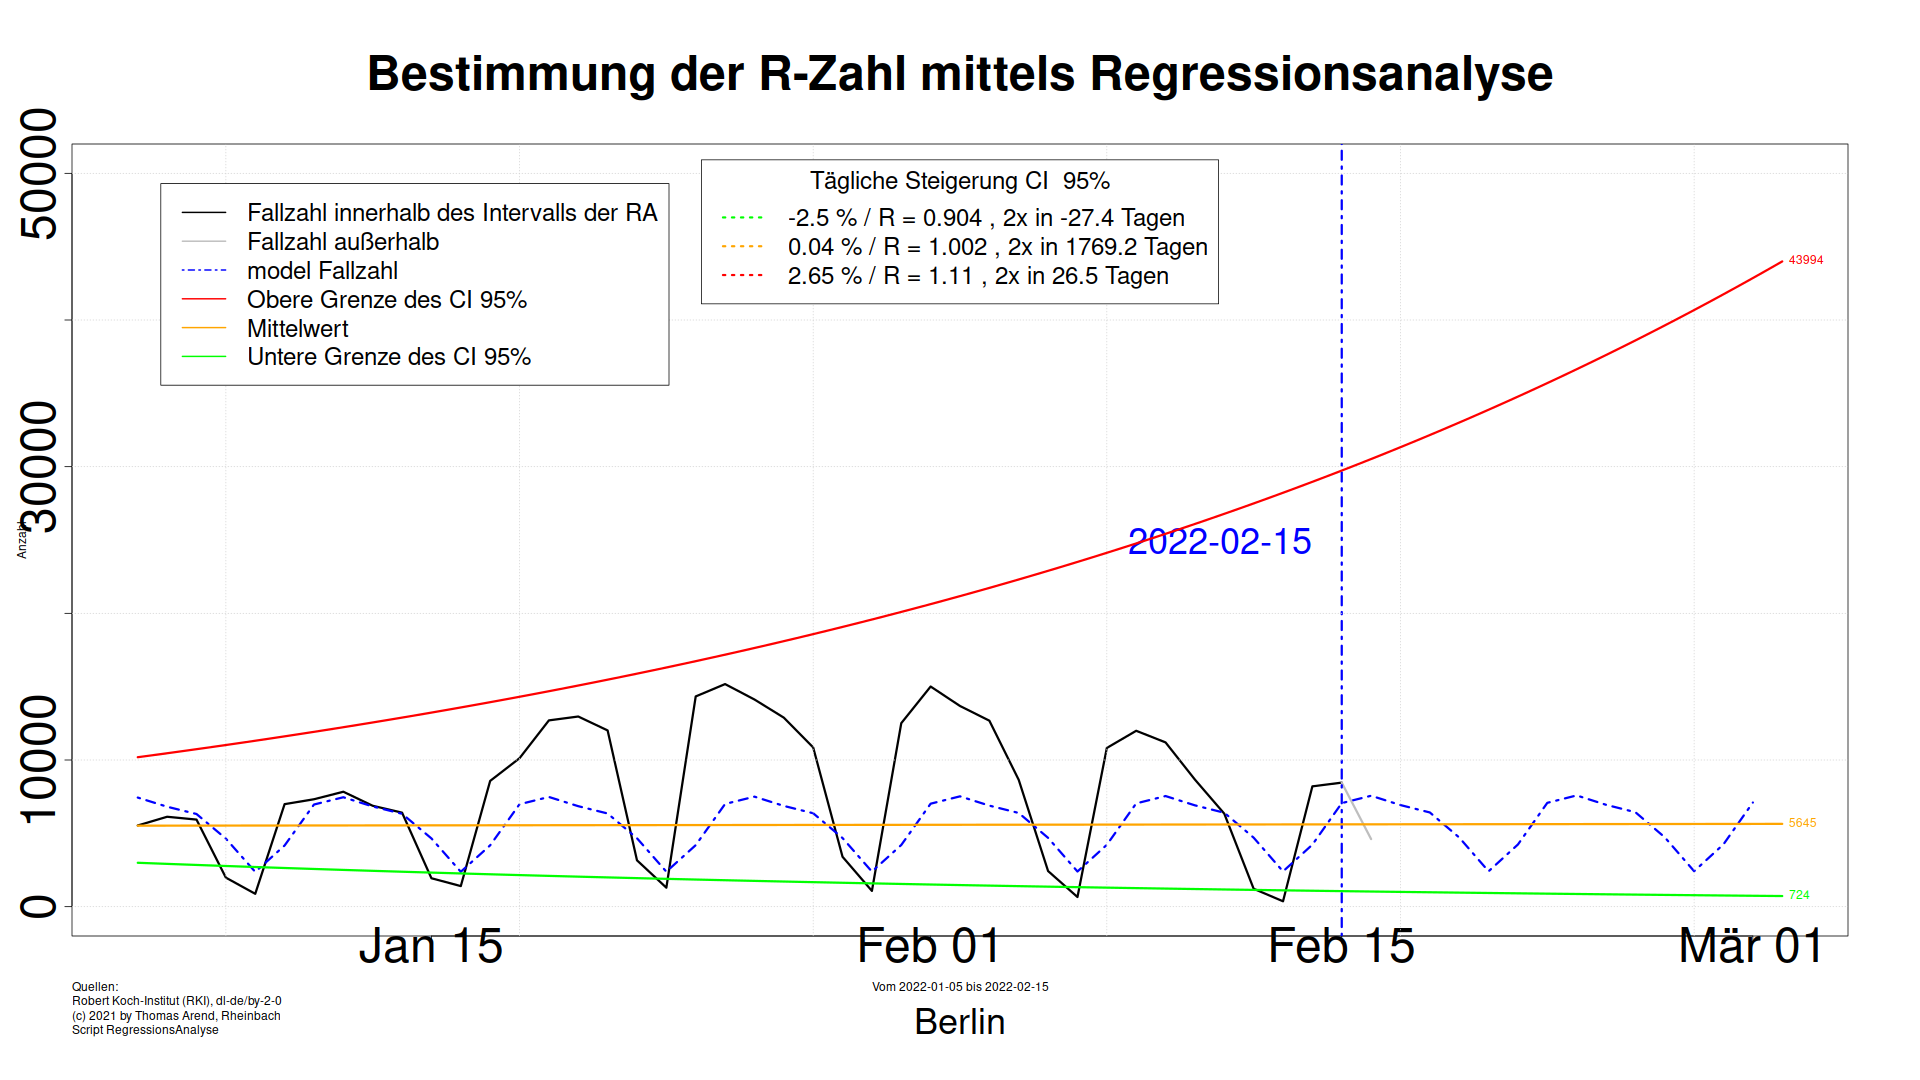 Bestimmung der R-Zahl mittels Regressionsanalyse
50000
30000
10000
0
Anzahl
Fallzahl innerhalb des Intervalls der RA
Fallzahl außerhalb
model Fallzahl
Obere Grenze des CI 95%
Mittelwert
Untere Grenze des CI 95%
Tägliche Steigerung CI  95%
-2.5 % / R = 0.904 , 2x in -27.4 Tagen
0.04 % / R = 1.002 , 2x in 1769.2 Tagen
2.65 % / R = 1.11 , 2x in 26.5 Tagen
43994
2022-02-15
5645
724
Jan 15
Feb 01
Feb 15
Mär 01
Quellen:
Robert Koch-Institut (RKI), dl-de/by-2-0
(c) 2021 by Thomas Arend, Rheinbach
Script RegressionsAnalyse
Vom 2022-01-05 bis 2022-02-15
Berlin